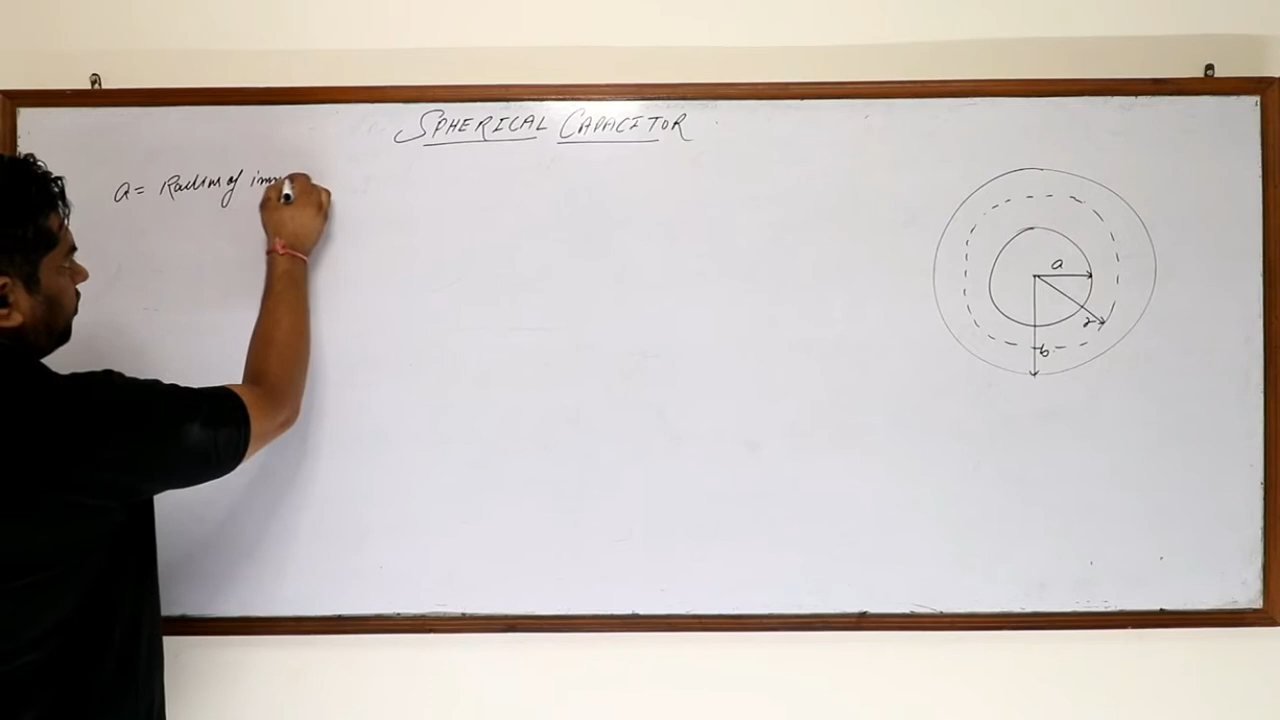 SPHERICAL CAPACITOR
a = Radius of inn
a
r
b